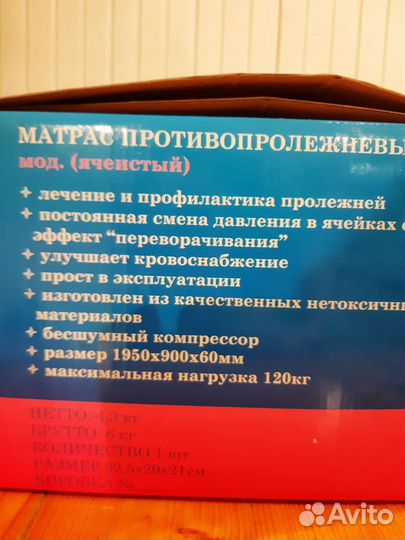 МАТРАС ПРОТИВОПРОЛЕЖНЕВЫ
мод. (ячеистый)
+ лечение и профилактика пролежней
+ постоянная смена давления в ячейках с
эффект “переворачивания”
+ улучшает кровоснабжение
+ прост в эксплуатации
+ изготовлен из качественных нетоксичн
материалов
+ бесшумный компрессор
+ размер 1950х900х60мм
+ максимальная нагрузка 120кг
НЕТТО: 4,3 кг
БРУТТО: 6 кг
КОЛИЧЕСТВО 1 шт
РАЗМЕР 32.5х29х21см
КОРОБКА №
Avito